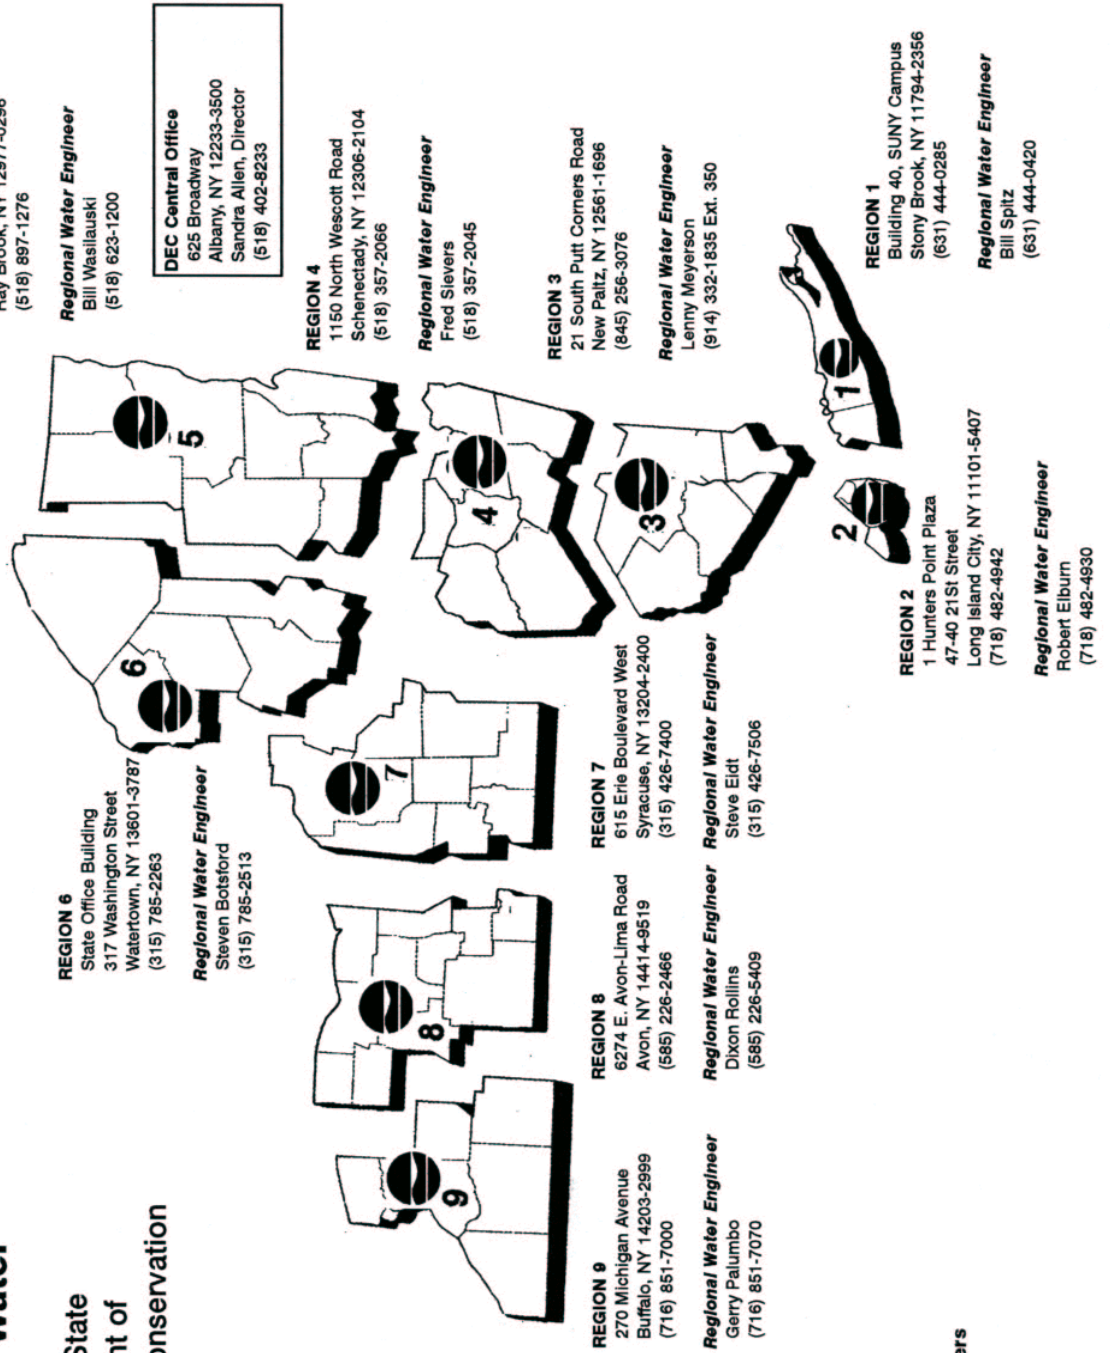 Water
State
nt of
onservation
Ray Brook, NY 12977-0296
(518) 897-1276
Regional Water Engineer
Bill Wasilauski
(518) 623-1200
DEC Central Office
625 Broadway
Albany, NY 12233-3500
Sandra Allen, Director
(518) 402-8233
REGION 6
State Office Building
317 Washington Street
Watertown, NY 13601-3787
(315) 785-2263
Regional Water Engineer
Steven Botsford
(315) 785-2513
REGION 4
1150 North Wescott Road
Schenectady, NY 12306-2104
(518) 357-2066
Regional Water Engineer
Fred Sievers
(518) 357-2045
6
5
7
4
8
9
3
2
1
REGION 3
21 South Putt Corners Road
New Paltz, NY 12561-1696
(845) 256-3076
Regional Water Engineer
Lenny Meyerson
(914) 332-1835 Ext. 350
REGION 9
270 Michigan Avenue
Buffalo, NY 14203-2999
(716) 851-7000
Regional Water Engineer
Gerry Palumbo
(716) 851-7070
REGION 8
6274 E. Avon-Lima Road
Avon, NY 14414-9519
(585) 226-2466
Regional Water Engineer
Dixon Rollins
(585) 226-5409
REGION 7
615 Erie Boulevard West
Syracuse, NY 13204-2400
(315) 426-7400
Regional Water Engineer
Steve Eidt
(315) 426-7506
REGION 2
1 Hunters Point Plaza
47-40 21St Street
Long Island City, NY 11101-5407
(718) 482-4942
Regional Water Engineer
Robert Elburn
(718) 482-4930
REGION 1
Building 40, SUNY Campus
Stony Brook, NY 11794-2356
(631) 444-0285
Regional Water Engineer
Bill Spitz
(631) 444-0420
ers